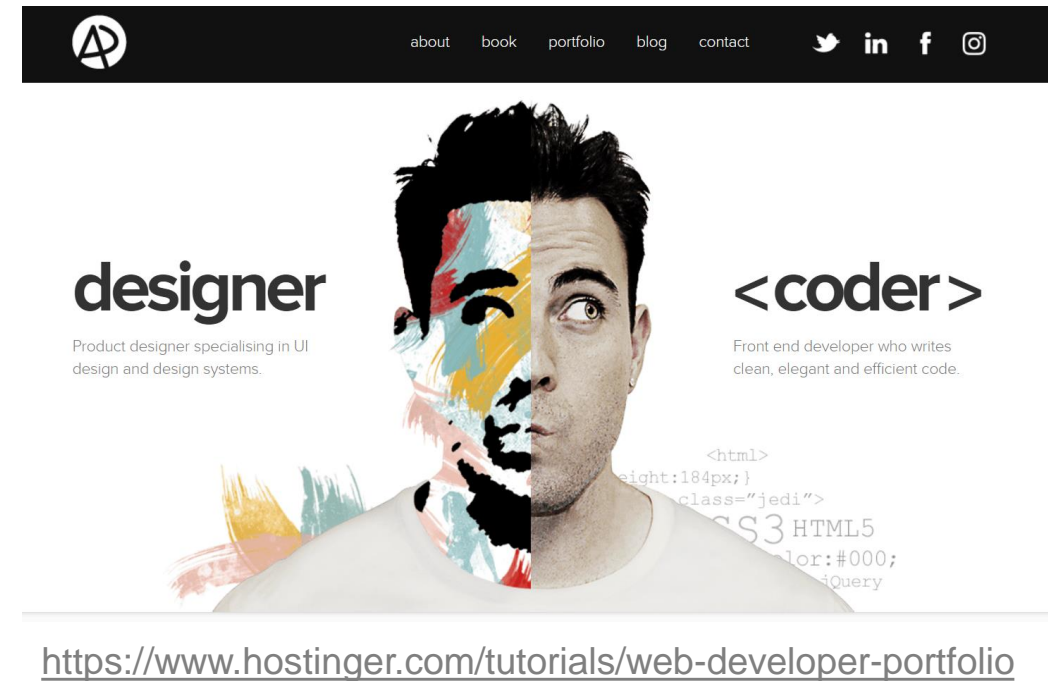 about book portfolio blog contact
designer
Product designer specialising in UI
design and design systems.
<coder>
Front end developer who writes
clean, elegant and efficient code.
<html>
eight:184px;}
class="jedi">
SS3 HTML5
lor:#000;
jQuery
https://www.hostinger.com/tutorials/web-developer-portfolio